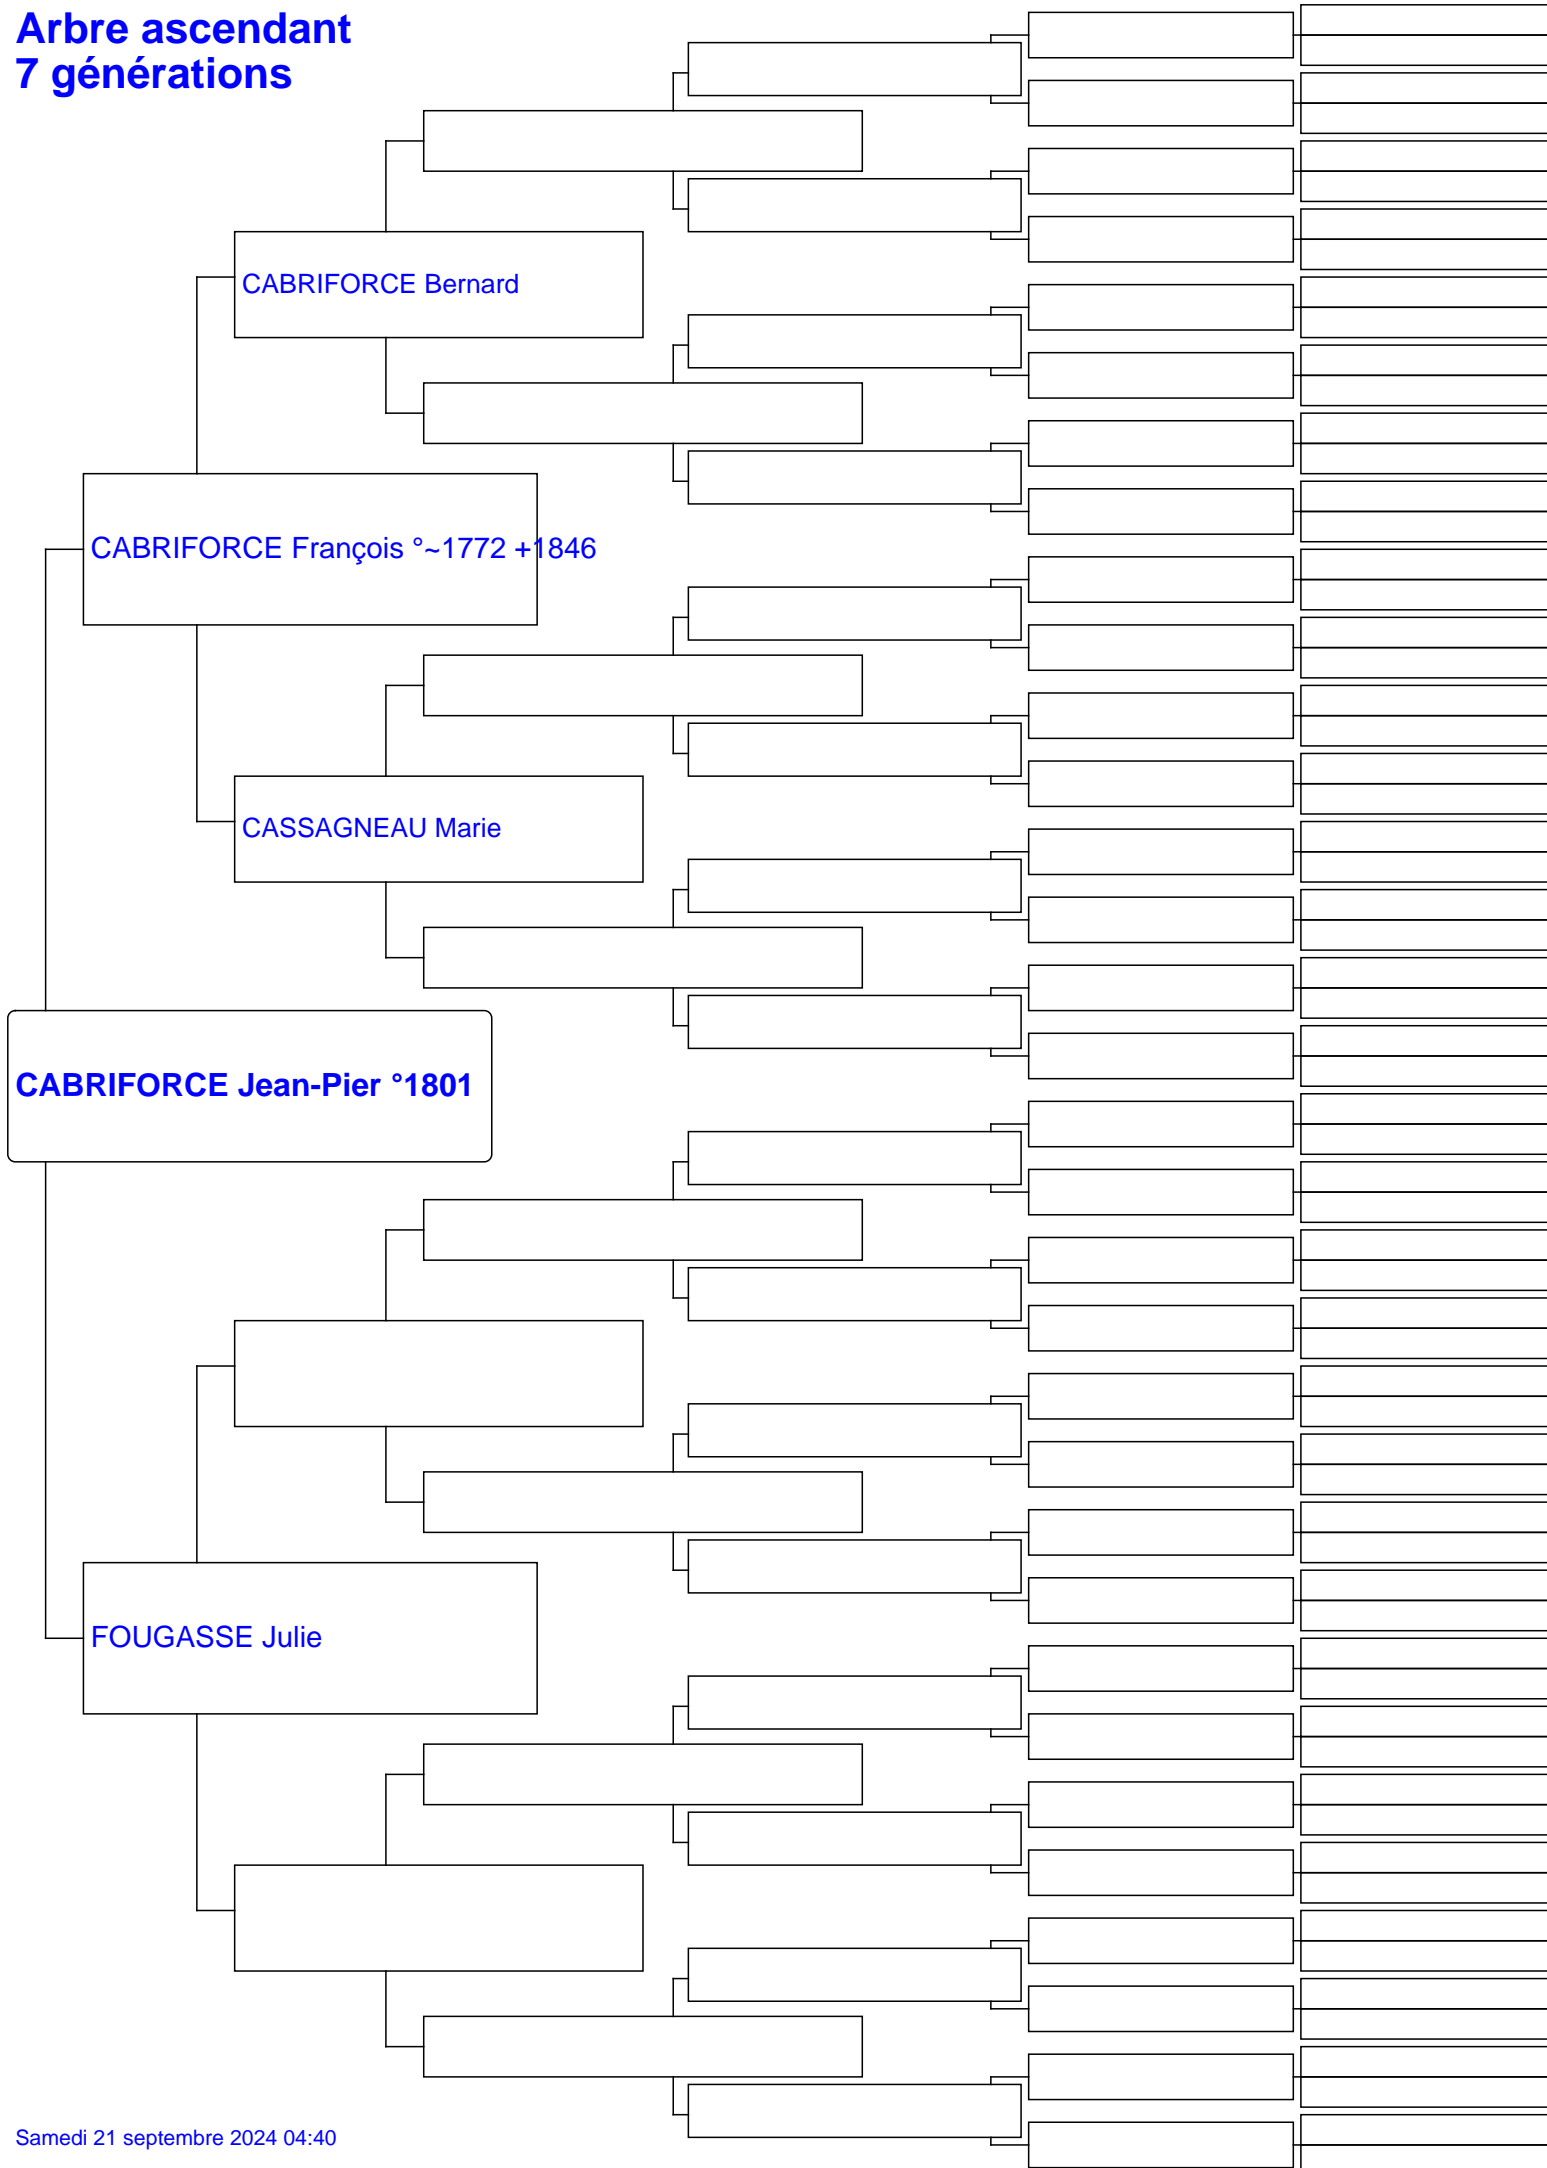 Arbre ascendant
7 générations
CABRIFORCE Bernard
CABRIFORCE François °~1772 +1846
CASSAGNEAU Marie
CABRIFORCE Jean-Pier °1801
FOUGASSE Julie
Samedi 21 septembre 2024 04:40